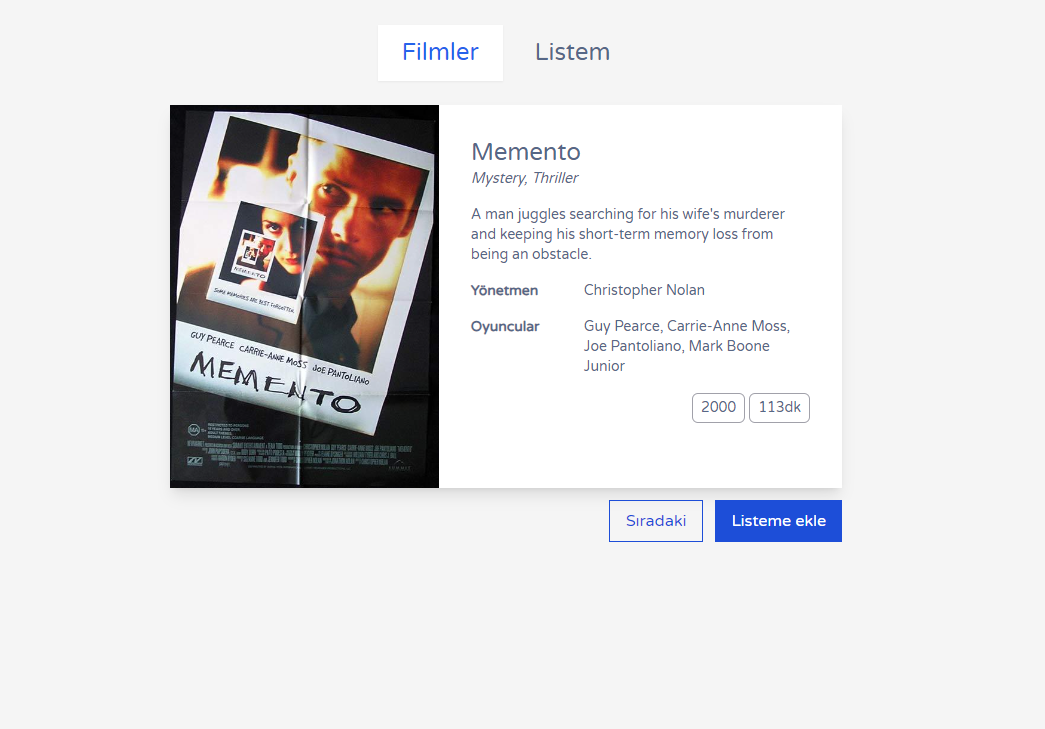 Filmler
Listem
GUY PEARCE CARRIE-ANNE MOSS JOE PANTOLIANO
MEMENTO
SOME MEMORIES ARE BEST FORGOTTEN
MEMENTO
SUMMIT
Memento
Mystery, Thriller
A man juggles searching for his wife's murderer
and keeping his short-term memory loss from
being an obstacle.
Yönetmen Christopher Nolan
Oyuncular Guy Pearce, Carrie-Anne Moss,
Joe Pantoliano, Mark Boone
Junior
2000 113dk
Sıradaki
Listeme ekle